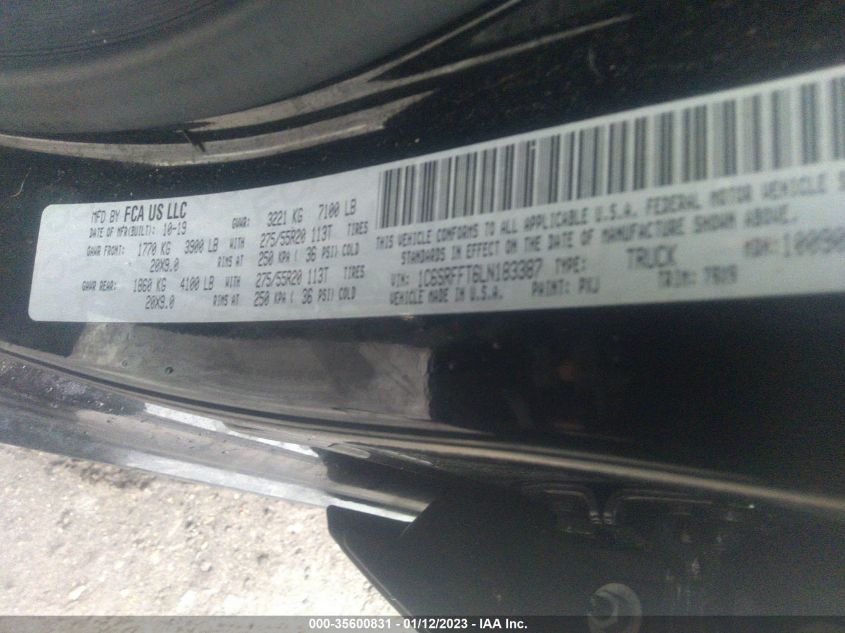 MFD BY FCA US LLC
DATE OF MFR(BUILT): 10-19 GVWR: 3221 KG 7100 LB
GAWR FRONT: 1770 KG 3900 LB WITH 275/55R20 113T TIRES
20X9.0 RIMS AT 250 KPA ( 36 PSI) COLD
GAWR REAR: 1860 KG 4100 LB WITH 275/55R20 113T TIRES
20X9.0 RIMS AT 250 KPA ( 36 PSI) COLD
THIS VEHICLE CONFORMS TO ALL APPLICABLE U.S.A. FEDERAL MOTOR VEHICLE S
STANDARDS IN EFFECT ON THE DATE OF MANUFACTURE SHOWN ABOVE.
VIN: 1C6SRFFT6LN183387 TYPE: TRUCK
PAINT: PXJ TRIM:
000-35600831 - 01/12/2023 - IAA Inc.